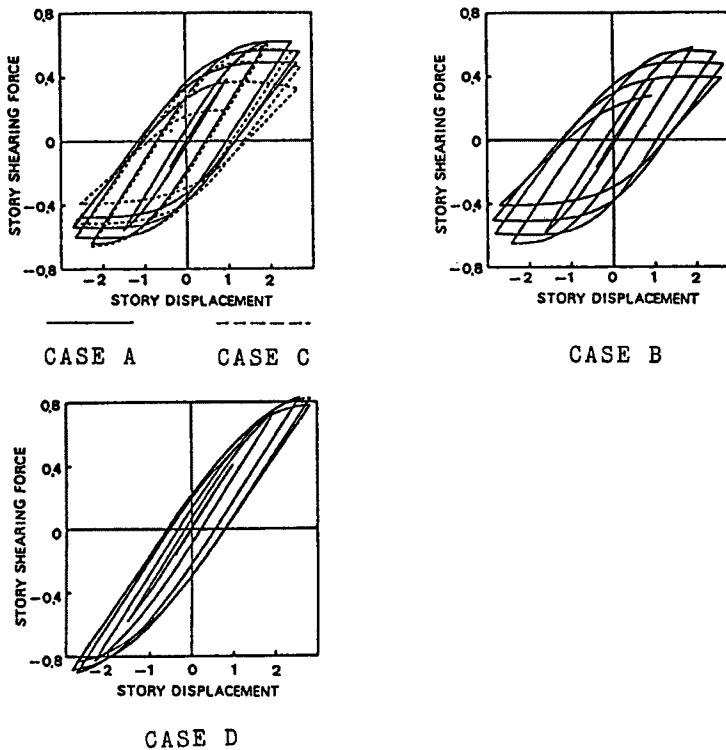 0,8
0,4
0
-0,4
-0,8
STORY SHEARING FORCE
-2 -1 0 1 2
STORY DISPLACEMENT
CASE A CASE C
0,8
0,4
0
-0,4
-0,8
STORY SHEARING FORCE
-2 -1 0 1 2
STORY DISPLACEMENT
CASE B
0,8
0,4
0
-0,4
-0,8
STORY SHEARING FORCE
-2 -1 0 1 2
STORY DISPLACEMENT
CASE D